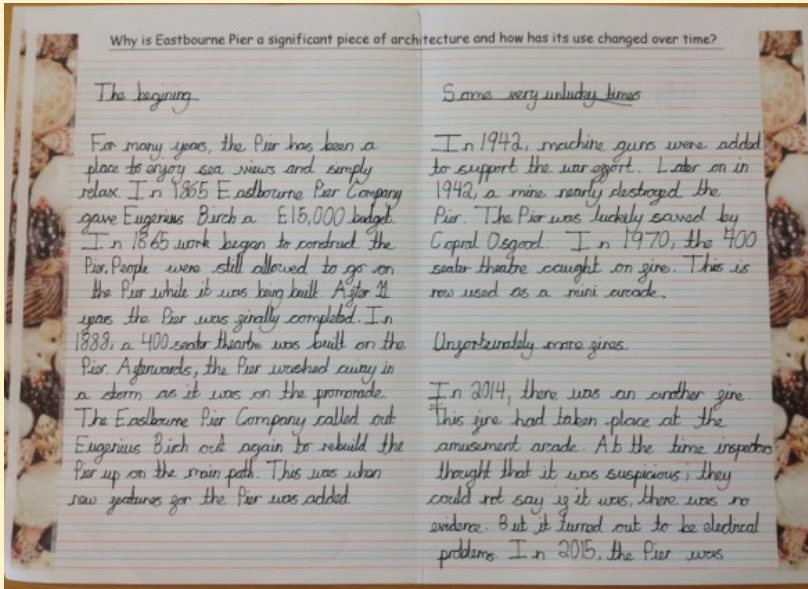 Why is Eastbourne Pier a significant piece of architecture and how has its use changed over time?
The begining
For many years, the Pier has been a
place to enjoy sea views and simply
relax. In 1865 Eastbourne Pier Company
gave Eugenius Birch a £15,000 budget.
In 1865 work began to construct the
Pier. People were still allowed to go on
the Pier while it was being built. After 11
years the Pier was finally completed. In
1888, a 400 seater thearthe was built on the
Pier. Afterwards, the Pier washed away in
a storm as it was on the promonade.
The Eastbourne Pier Company called out
Eugenius Birch out again to rebuild the
Pier up on the main path. This was when
new features for the Pier was added
Some very unlucky times
In 1942, machine guns were added
to support the war effort. Later on in
1942, a mine nearly destroyed the
Pier. The Pier was luckely saved by
Copral Osgood. In 1970, the 400
seater theatre caught on fire. This is
now used as a mini arcade.
Unfortunately more fires.
In 2014, there was an another fire.
This fire had taken place at the
amusement arcade. At the time inspectors
thought that it was suspicious; they
could not say if it was, there was no
evidence. But it turned out to be electrical
problems. In 2015, the Pier was